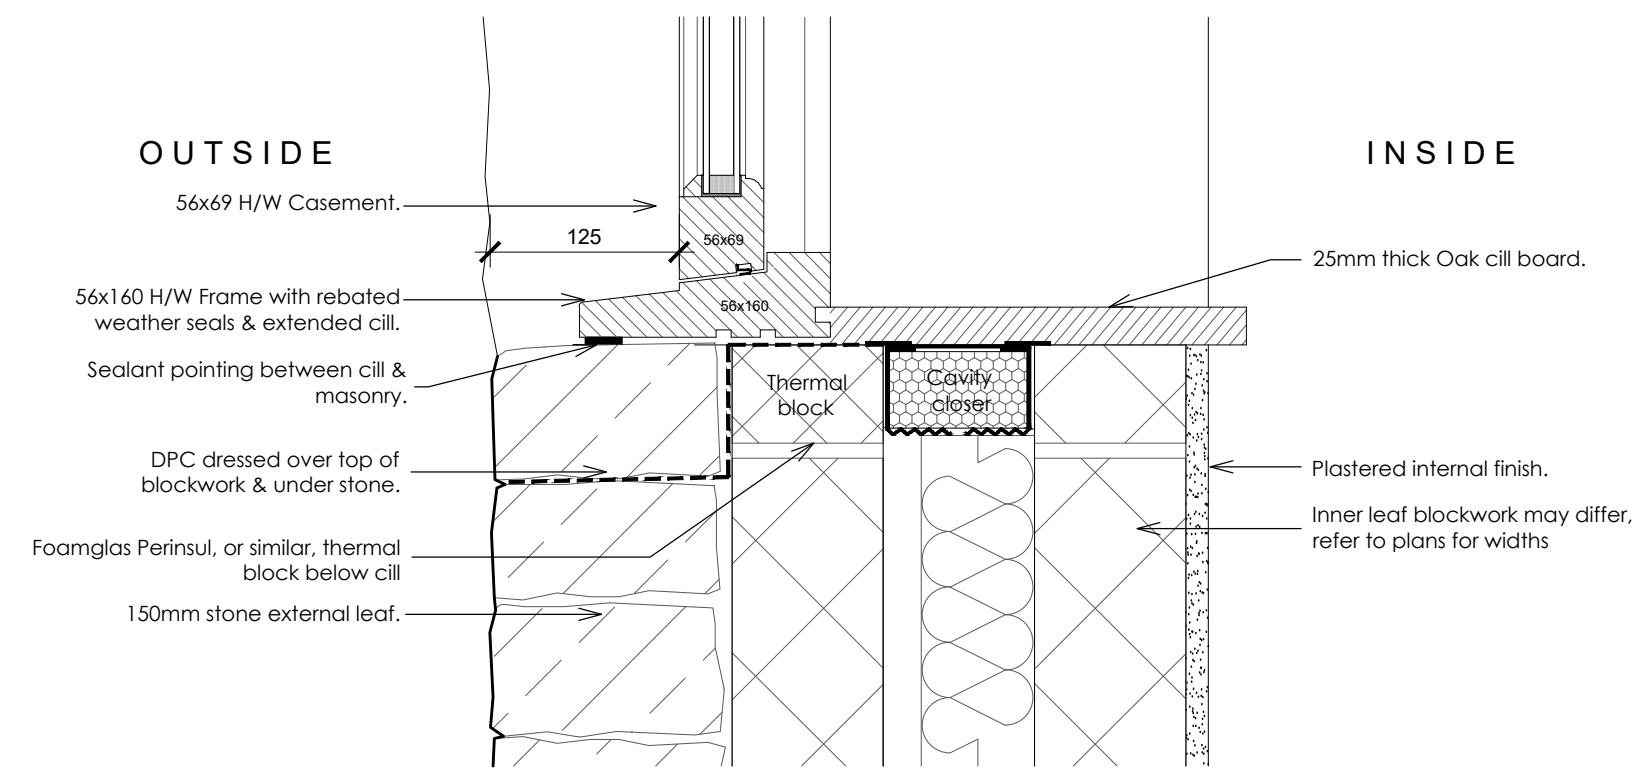 OUTSIDE
INSIDE
56x69 H/W Casement.
125
56x69
25mm thick Oak cill board.
56x160 H/W Frame with rebated
weather seals & extended cill.
56x160
Sealant pointing between cill &
masonry.
Thermal
block
Cavity
closer
DPC dressed over top of
blockwork & under stone.
Plastered internal finish.
Inner leaf blockwork may differ,
refer to plans for widths
Foamglas Perinsul, or similar, thermal
block below cill
150mm stone external leaf.